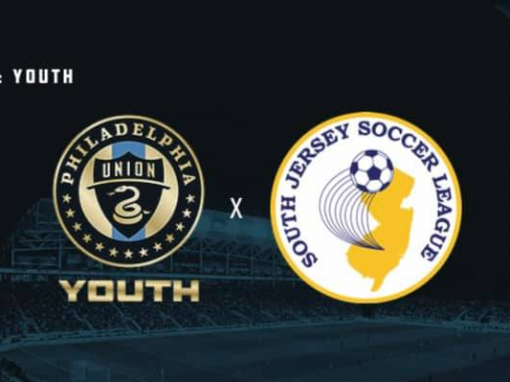 : YOUTH
PHILADELPHIA
UNION
YOUTH
X
SOUTH JERSEY SOCCER LEAGUE